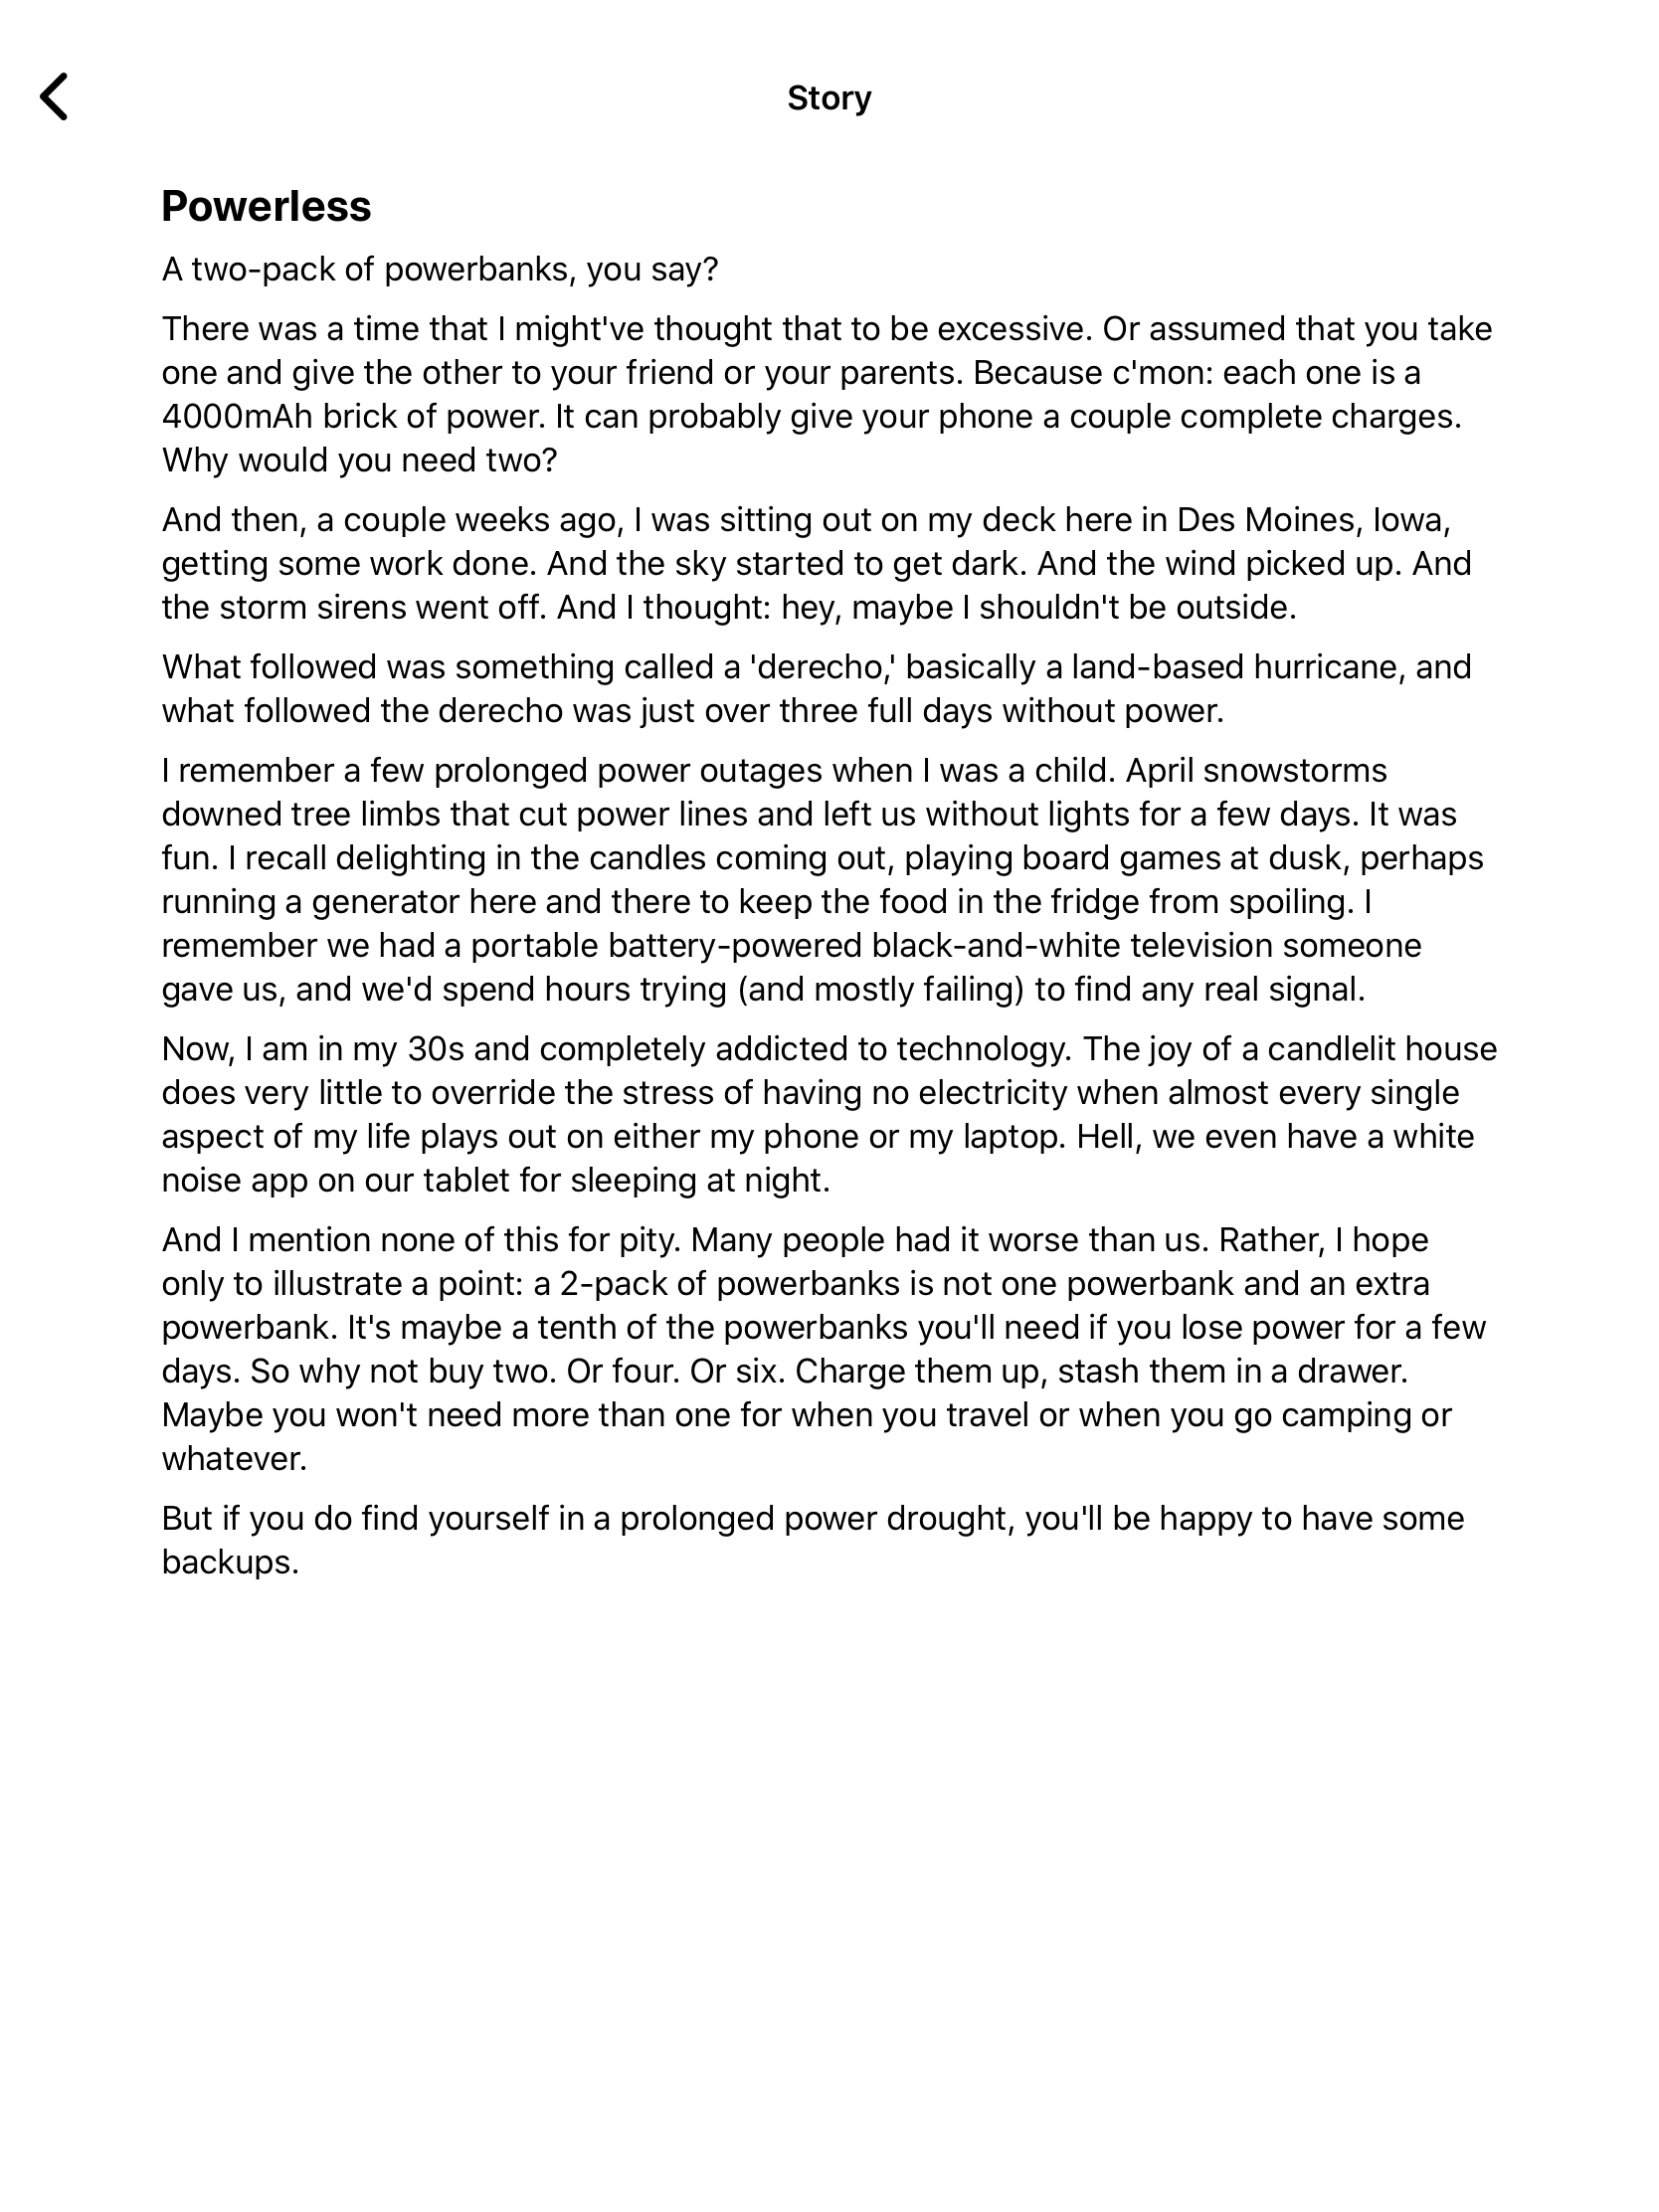 Story
Powerless
A two-pack of powerbanks, you say?
There was a time that I might've thought that to be excessive. Or assumed that you take
one and give the other to your friend or your parents. Because c'mon: each one is a
4000mAh brick of power. It can probably give your phone a couple complete charges.
Why would you need two?
And then, a couple weeks ago, I was sitting out on my deck here in Des Moines, Iowa,
getting some work done. And the sky started to get dark. And the wind picked up. And
the storm sirens went off. And I thought: hey, maybe I shouldn't be outside.
What followed was something called a 'derecho,' basically a land-based hurricane, and
what followed the derecho was just over three full days without power.
I remember a few prolonged power outages when I was a child. April snowstorms
downed tree limbs that cut power lines and left us without lights for a few days. It was
fun. I recall delighting in the candles coming out, playing board games at dusk, perhaps
running a generator here and there to keep the food in the fridge from spoiling. I
remember we had a portable battery-powered black-and-white television someone
gave us, and we'd spend hours trying (and mostly failing) to find any real signal.
Now, I am in my 30s and completely addicted to technology. The joy of a candlelit house
does very little to override the stress of having no electricity when almost every single
aspect of my life plays out on either my phone or my laptop. Hell, we even have a white
noise app on our tablet for sleeping at night.
And I mention none of this for pity. Many people had it worse than us. Rather, I hope
only to illustrate a point: a 2-pack of powerbanks is not one powerbank and an extra
powerbank. It's maybe a tenth of the powerbanks you'll need if you lose power for a few
days. So why not buy two. Or four. Or six. Charge them up, stash them in a drawer.
Maybe you won't need more than one for when you travel or when you go camping or
whatever.
But if you do find yourself in a prolonged power drought, you'll be happy to have some
backups.